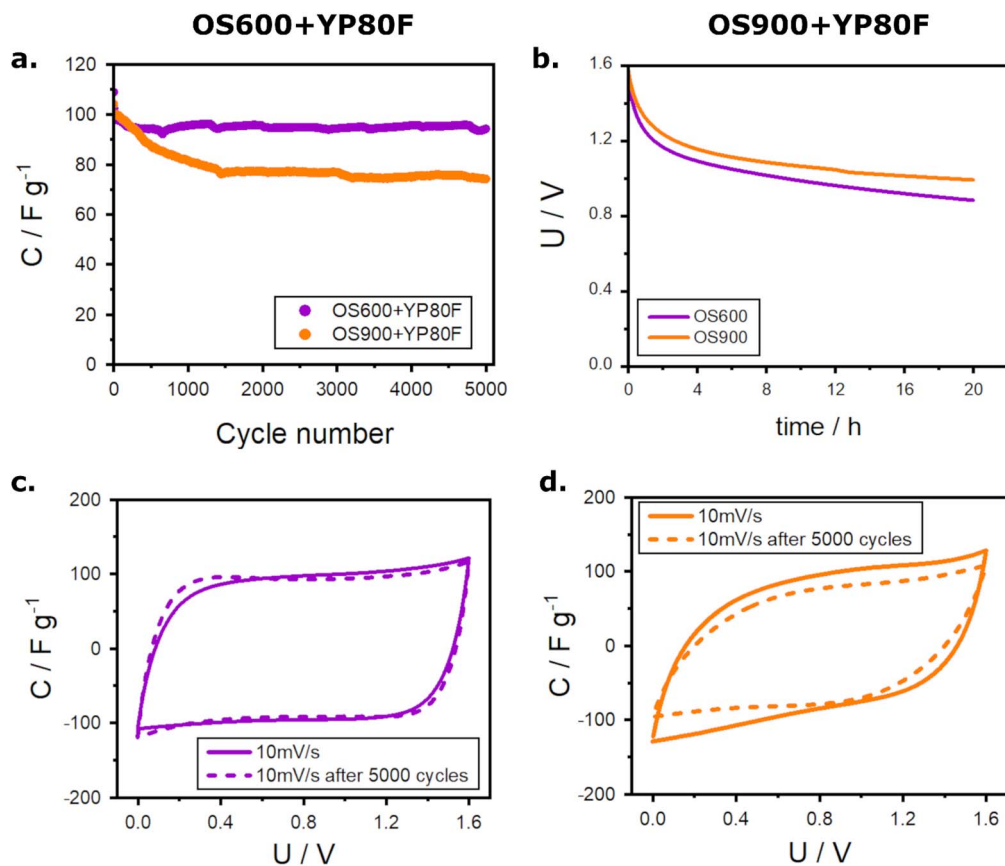 OS600+YP80F
OS900+YP80F
a.
120
100
80
60
40
20
0
C / F g⁻¹
0 1000 2000 3000 4000 5000
Cycle number
OS600+YP80F
OS900+YP80F
b.
1.6
1.2
0.8
0.4
0.0
U / V
0 4 8 12 16 20
time / h
OS600
OS900
c.
200
100
0
-100
-200
C / F g⁻¹
0.0 0.4 0.8 1.2 1.6
U / V
10mV/s
10mV/s after 5000 cycles
d.
200
100
0
-100
-200
C / F g⁻¹
0.0 0.4 0.8 1.2 1.6
U / V
10mV/s
10mV/s after 5000 cycles